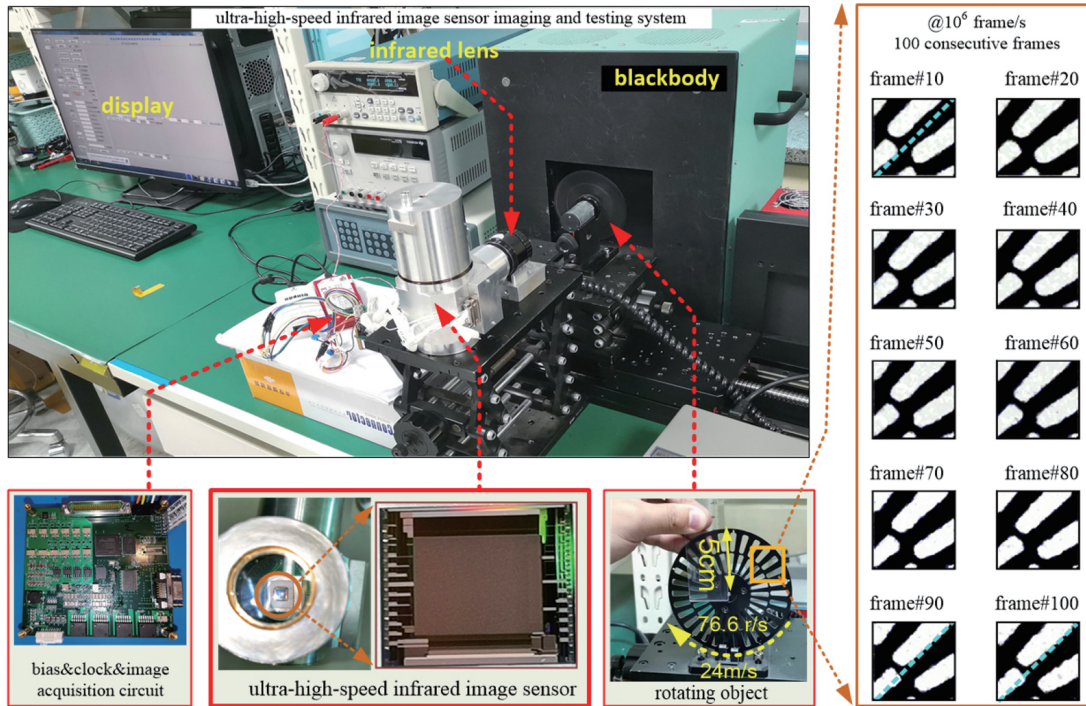 ultra-high-speed infrared image sensor imaging and testing system
infrared lens
blackbody
display
bias&clock&image
acquisition circuit
ultra-high-speed infrared image sensor
5cm
76.6 r/s
24m/s
rotating object
@10⁶ frame/s
100 consecutive frames
frame#10
frame#20
frame#30
frame#40
frame#50
frame#60
frame#70
frame#80
frame#90
frame#100